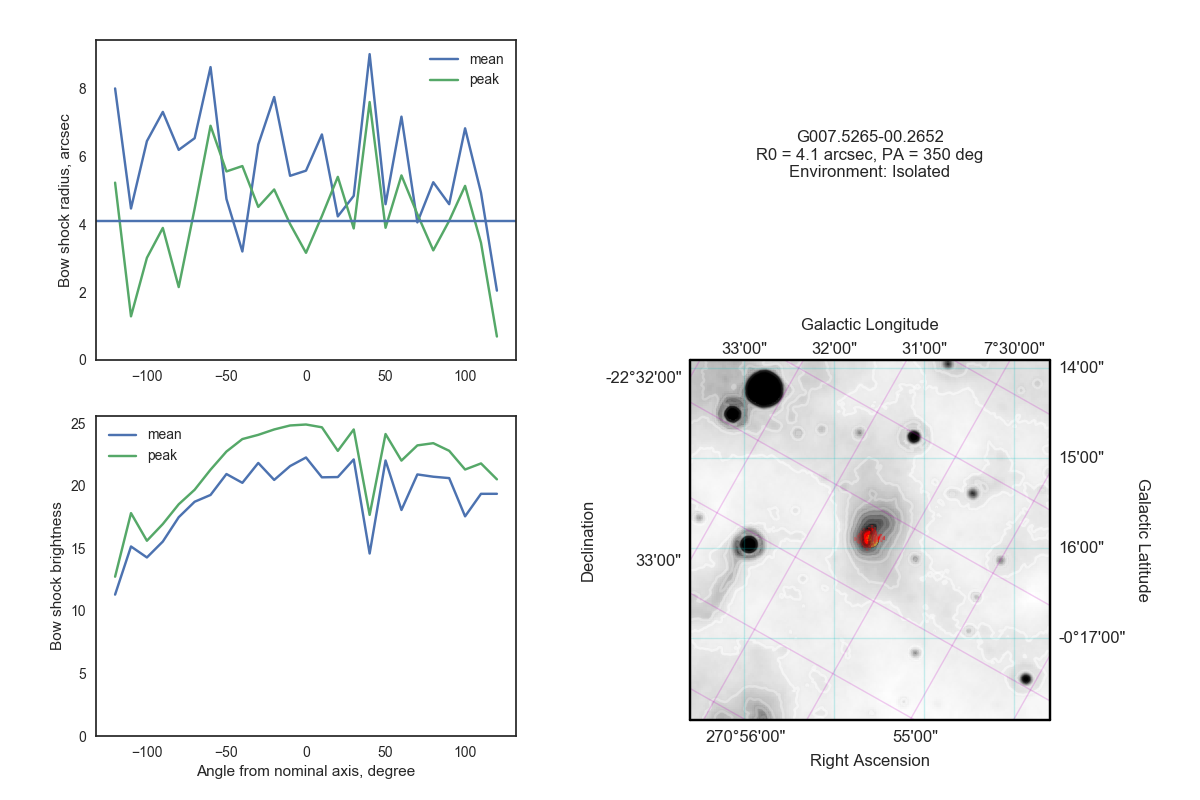 mean
peak
8
6
4
2
0
−100
−50
0
50
100
Bow shock radius, arcsec
mean
peak
25
20
15
10
5
0
−100
−50
0
50
100
Bow shock brightness
Angle from nominal axis, degree
G007.5265-00.2652
R0 = 4.1 arcsec, PA = 350 deg
Environment: Isolated
Galactic Longitude
33'00"
32'00"
31'00"
7°30'00"
-22°32'00"
33'00"
Declination
14'00"
15'00"
16'00"
-0°17'00"
Galactic Latitude
270°56'00"
55'00"
Right Ascension